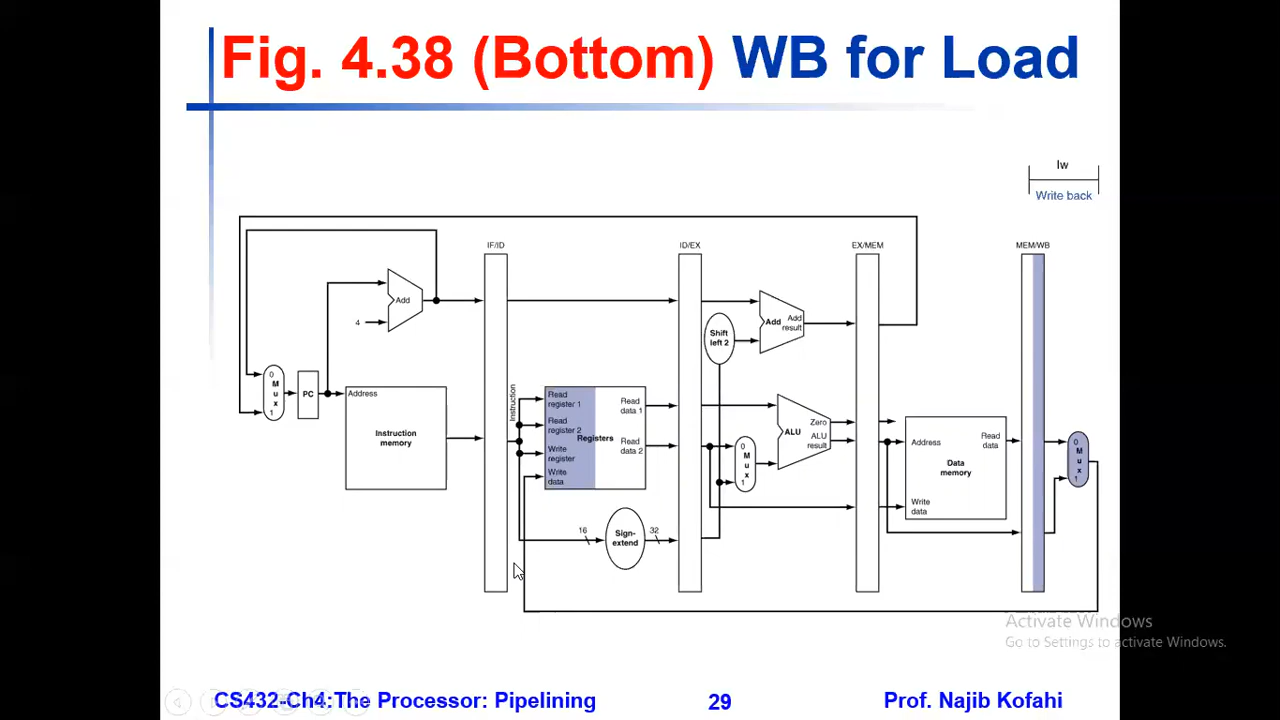 Fig. 4.38 (Bottom) WB for Load
lw
Write back
IF/ID
ID/EX
EX/MEM
MEM/WB
Add
4
Shift
left 2
Add
Add
result
0
M
u
x
1
PC
Address
Instruction
memory
Instruction
Read
register 1
Read
register 2
Write
register
Write
data
Registers
Read
data 1
Read
data 2
0
M
u
x
1
Zero
ALU
ALU
result
Address
Read
data
Data
memory
Write
data
0
M
u
x
1
16
Sign-
extend
32
Activate Windows
Go to Settings to activate Windows.
CS432-Ch4:The Processor: Pipelining
29
Prof. Najib Kofahi